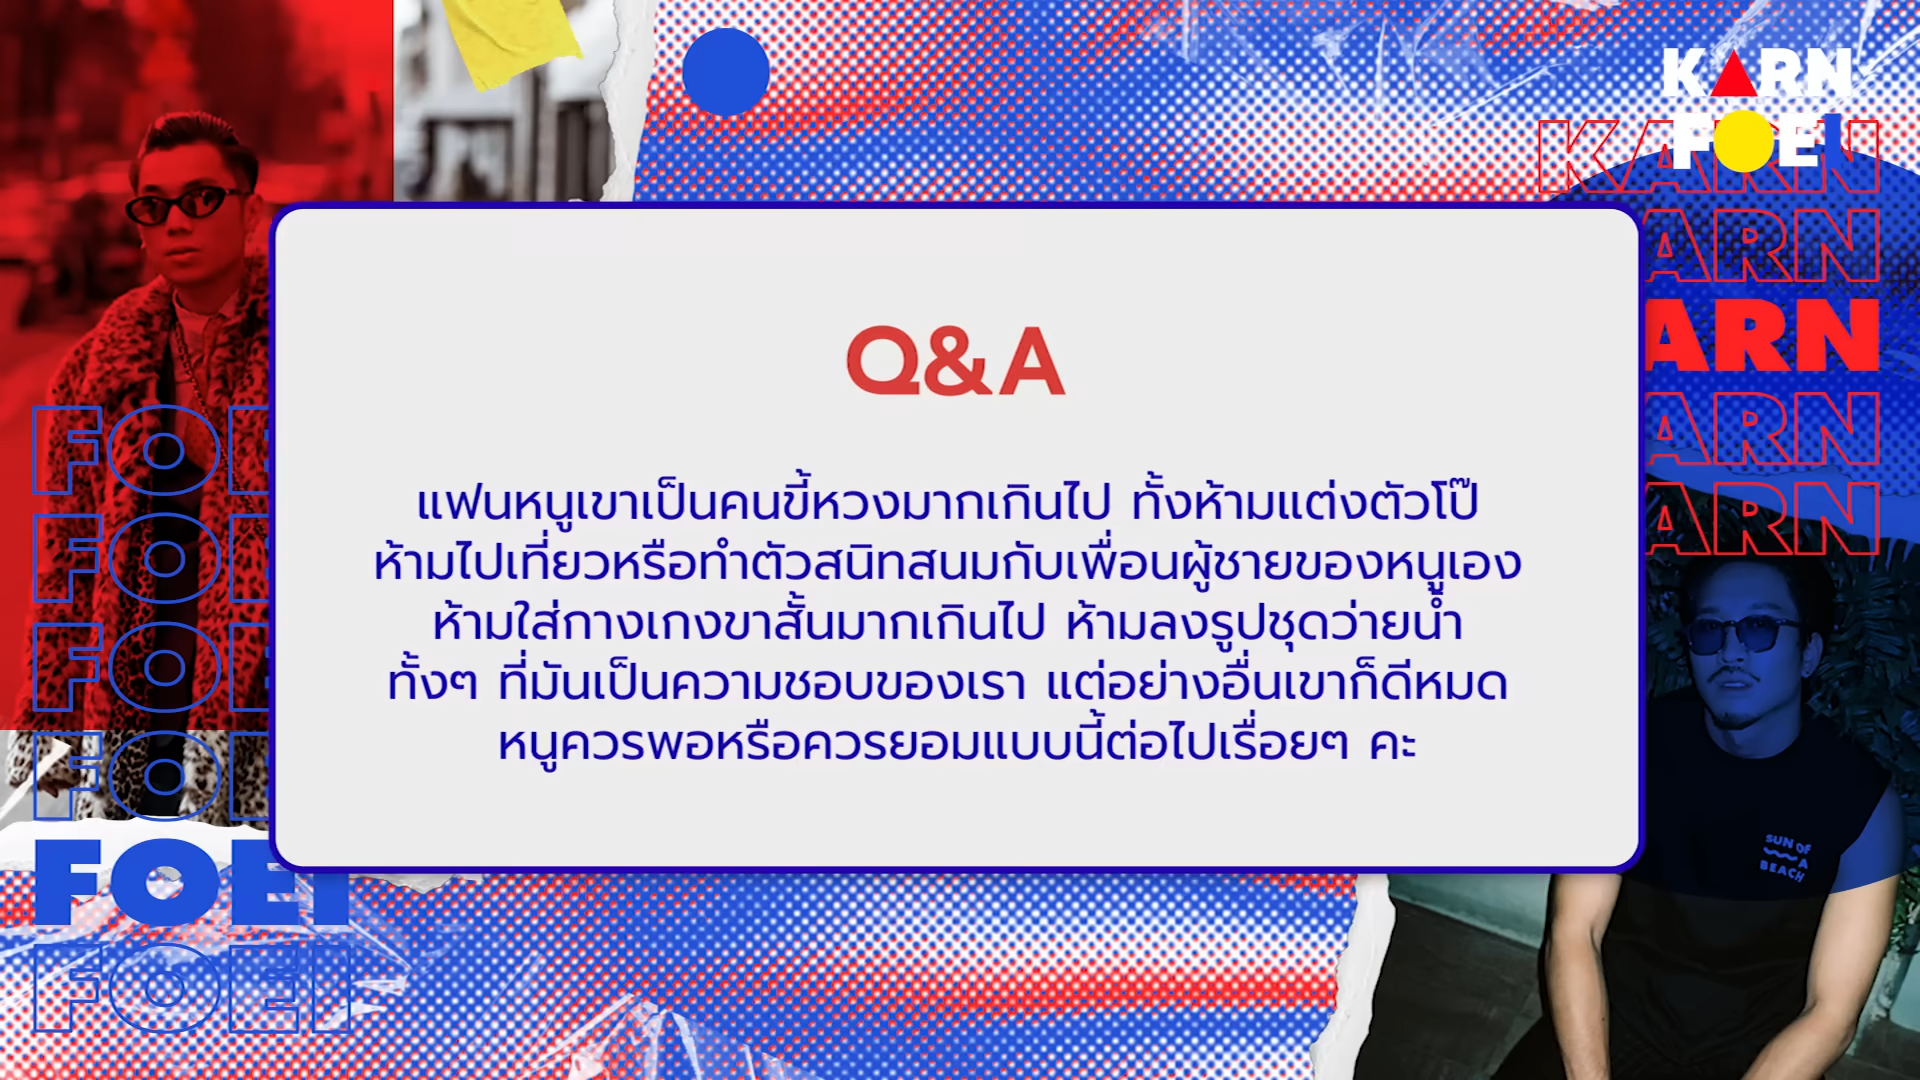 KARN
FOEI
KARN
ARN
ARN
ARN
ARN
Q&A
แฟนหนูเขาเป็นคนขี้หวงมากเกินไป ทั้งห้ามแต่งตัวโป๊
ห้ามไปเที่ยวหรือทำตัวสนิทสนมกับเพื่อนผู้ชายของหนูเอง
ห้ามใส่กางเกงขาสั้นมากเกินไป ห้ามลงรูปชุดว่ายน้ำ
ทั้งๆ ที่มันเป็นความชอบของเรา แต่อย่างอื่นเขาก็ดีหมด
หนูควรพอหรือควรยอมแบบนี้ต่อไปเรื่อยๆ คะ
FOE
FOE
FOE
FOE
FOEI
FOEI
SUN OF
A
BEACH